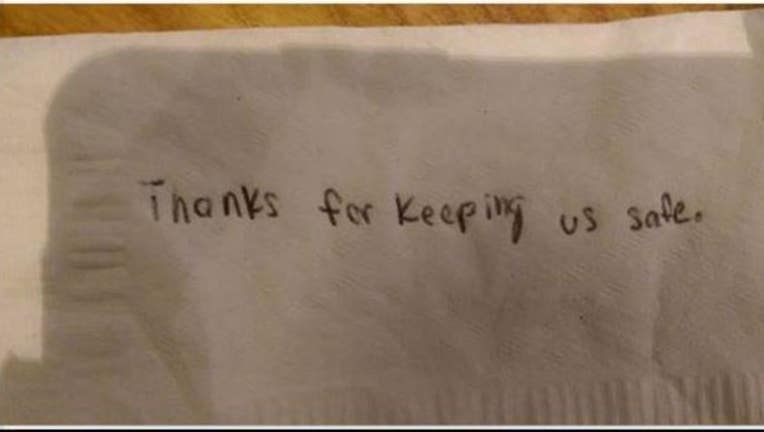 Thanks for keeping us safe.